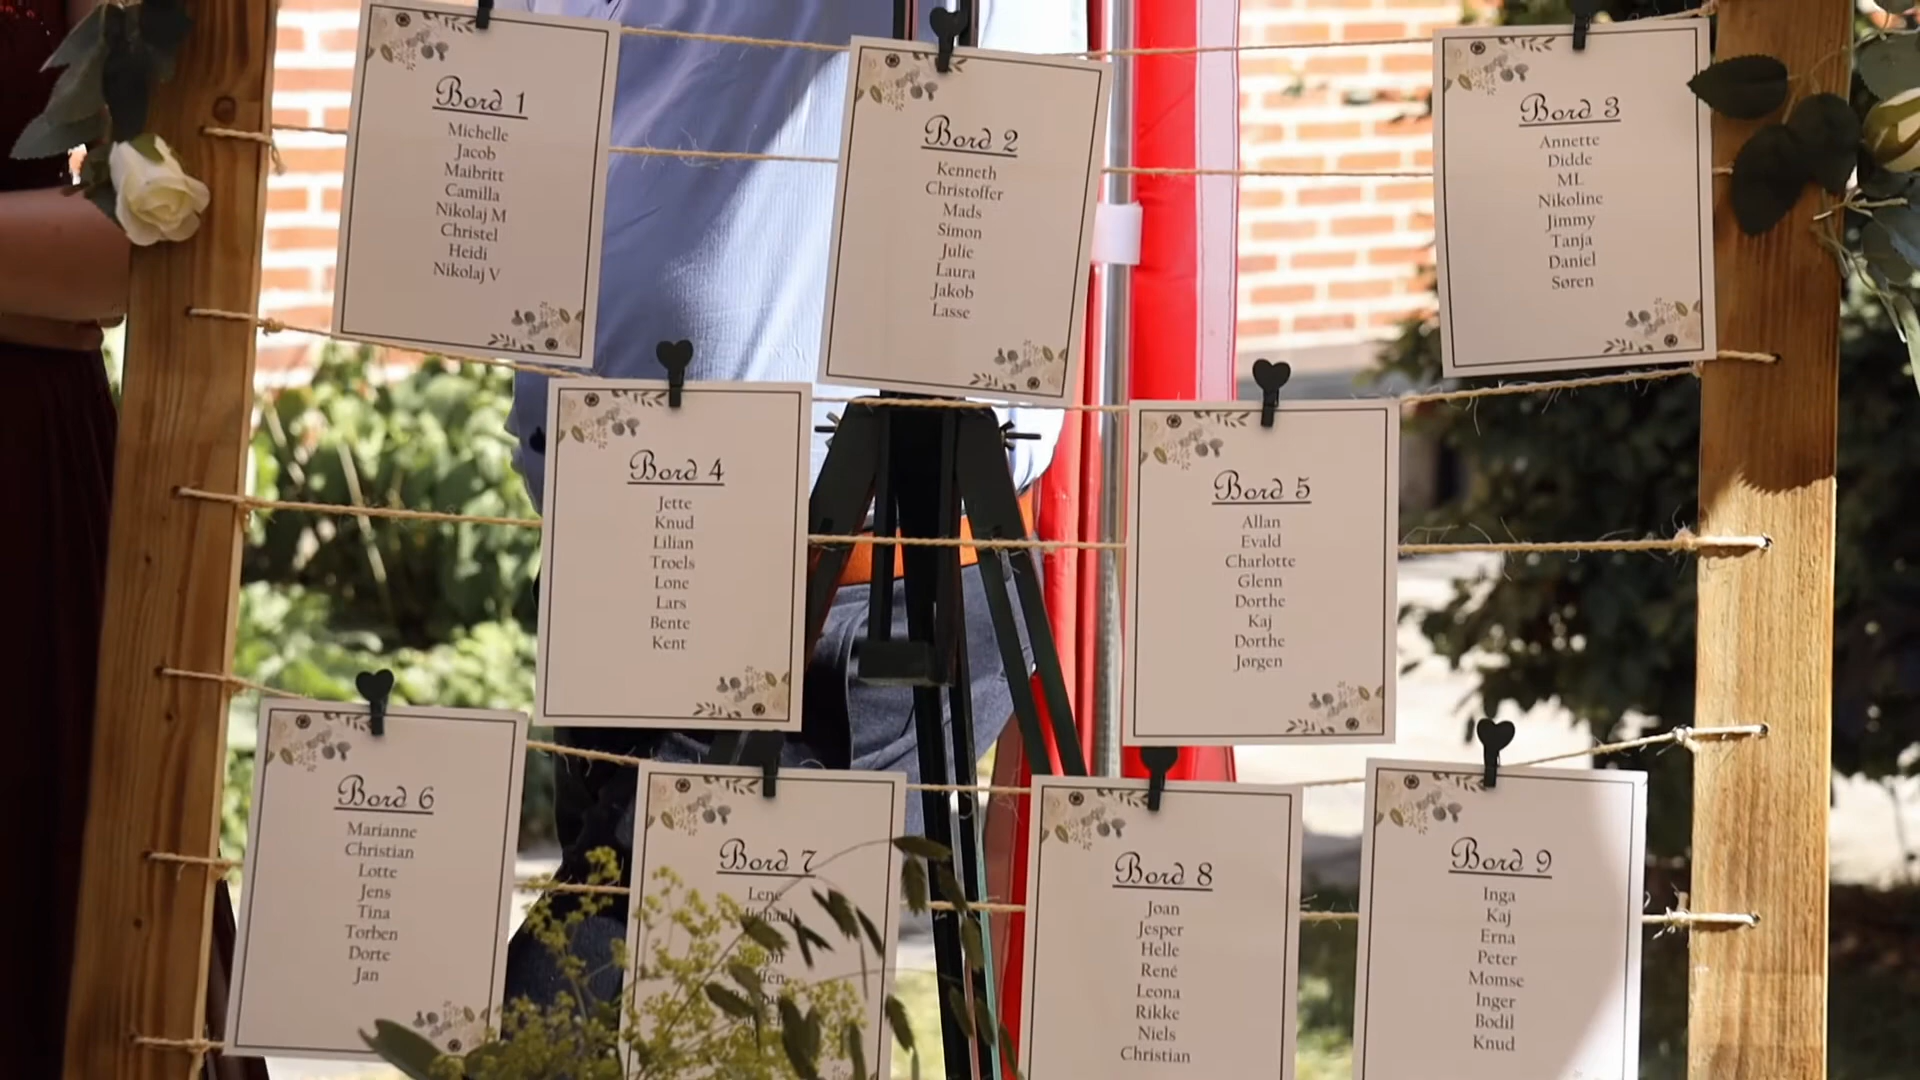 Bord 1
Michelle
Jacob
Maibritt
Camilla
Nikolaj M
Christel
Heidi
Nikolaj V
Bord 2
Kenneth
Christoffer
Mads
Simon
Julie
Laura
Jakob
Lasse
Bord 3
Annette
Didde
ML
Nikoline
Jimmy
Tanja
Daniel
Søren
Bord 4
Jette
Knud
Lilian
Troels
Lone
Lars
Bente
Kent
Bord 5
Allan
Evald
Charlotte
Glenn
Dorthe
Kaj
Dorthe
Jørgen
Bord 6
Marianne
Christian
Lotte
Jens
Tina
Torben
Dorte
Jan
Bord 7
Lene
Michael
Bord 8
Joan
Jesper
Helle
René
Leona
Rikke
Niels
Christian
Bord 9
Inga
Kaj
Erna
Peter
Momse
Inger
Bodil
Knud